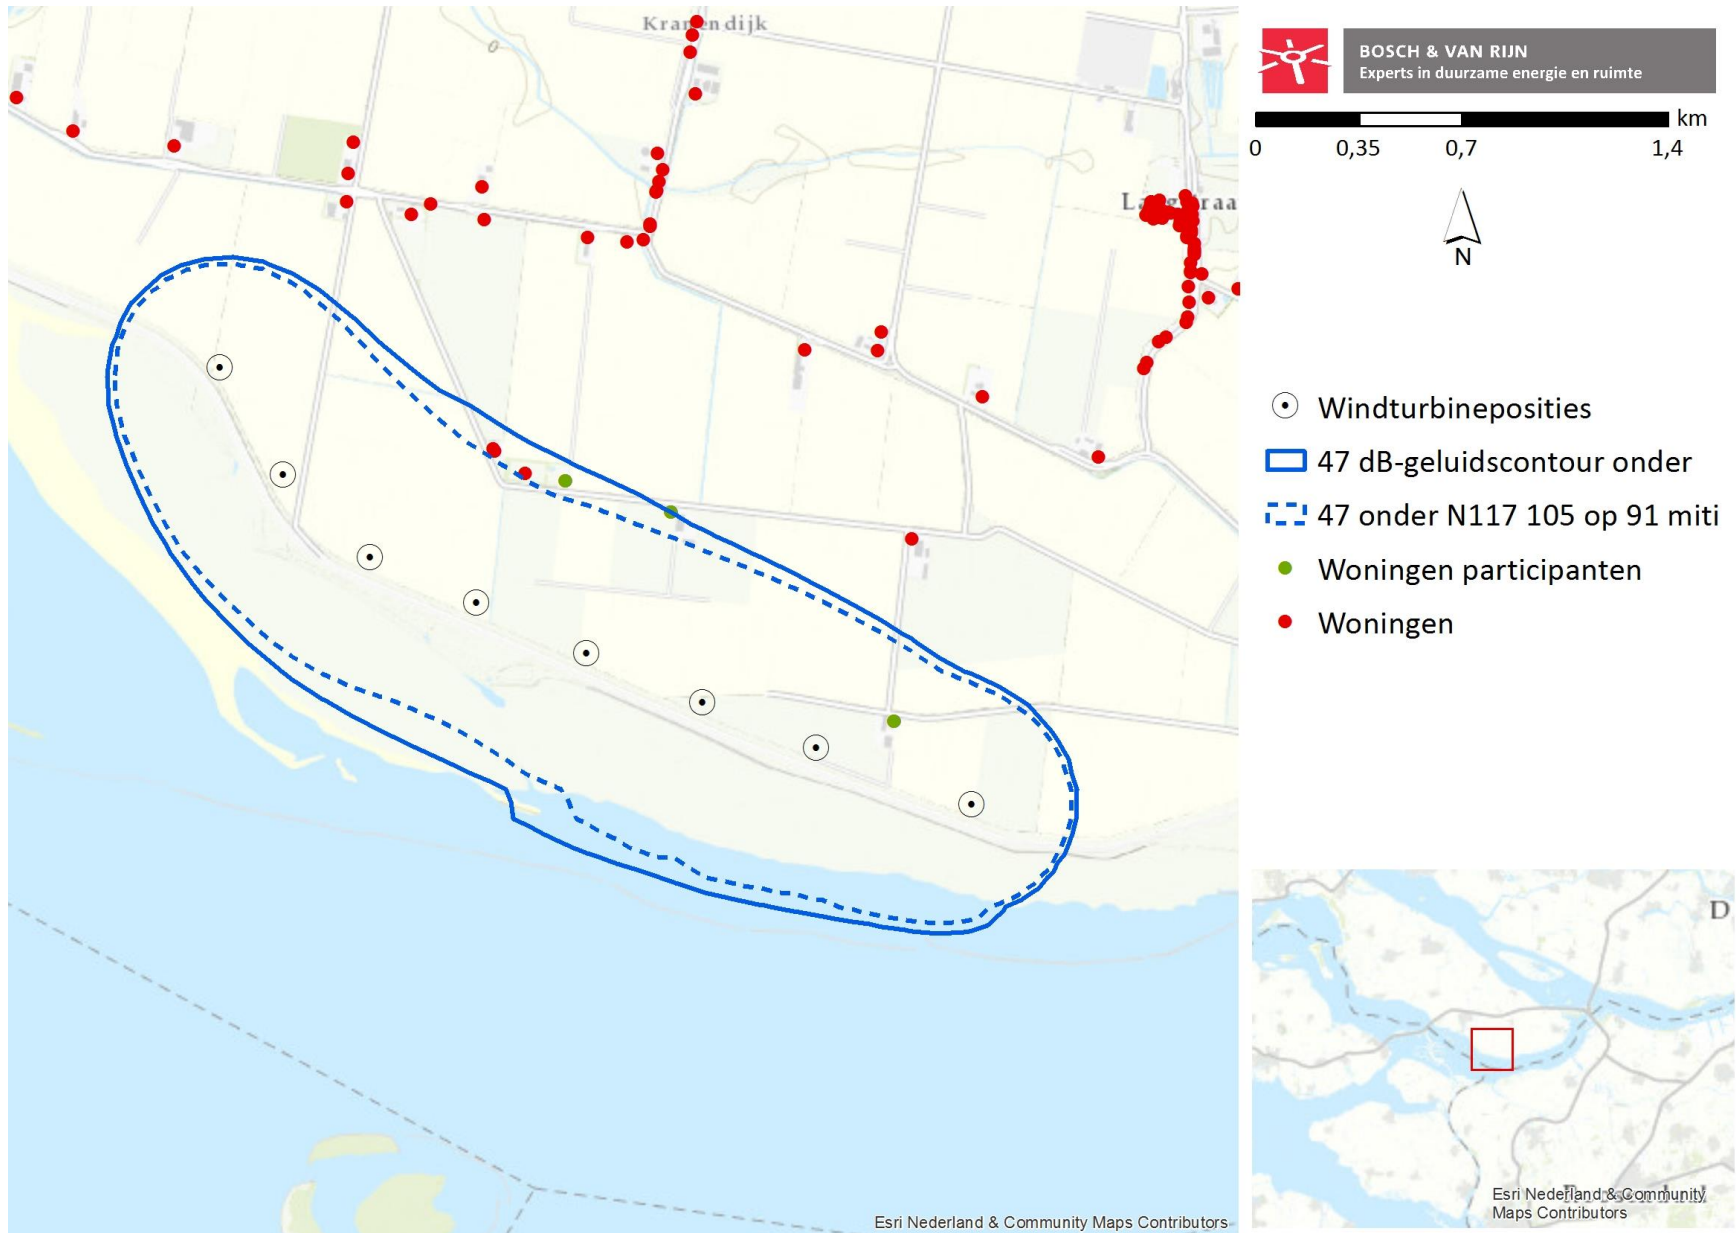 Kranendijk
BOSCH & VAN RIJN
Experts in duurzame energie en ruimte
km
0 0,35 0,7 1,4
N
Windturbineposities
47 dB-geluidscontour onder
47 onder N117 105 op 91 miti
Woningen participanten
Woningen
D
Esri Nederland & Community
Maps Contributors
Esri Nederland & Community Maps Contributors